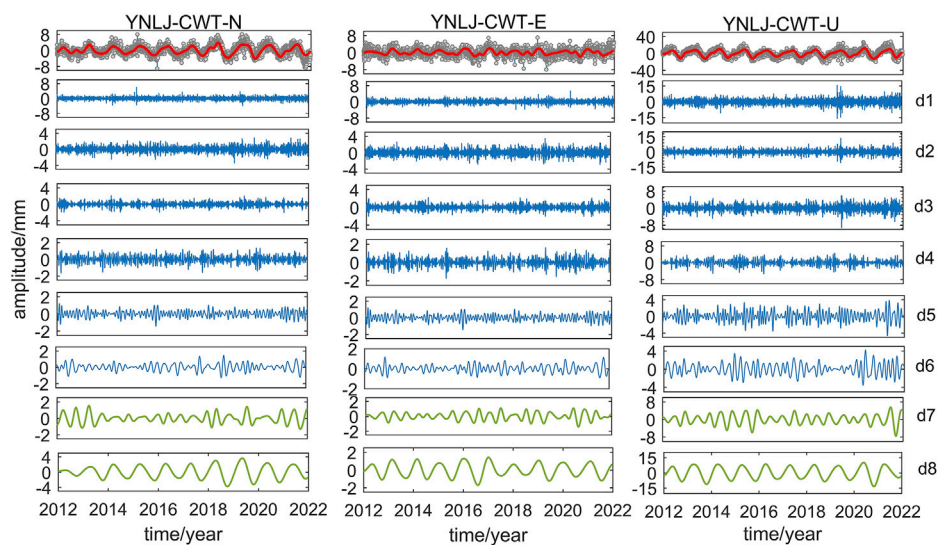 YNLJ-CWT-N YNLJ-CWT-E YNLJ-CWT-U
8 0 -8 8 0 -8 40 0 -40
8 0 -8 8 0 -8 15 0 -15 d1
4 0 -4 4 0 -4 15 0 -15 d2
4 0 -4 4 0 -4 8 0 -8 d3
2 0 -2 2 0 -2 8 0 -8 d4
2 0 -2 2 0 -2 4 0 -4 d5
2 0 -2 2 0 -2 4 0 -4 d6
2 0 -2 2 0 -2 8 0 -8 d7
4 0 -4 2 0 -2 15 0 -15 d8
amplitude/mm
2012 2014 2016 2018 2020 2022 2012 2014 2016 2018 2020 2022 2012 2014 2016 2018 2020 2022
time/year time/year time/year